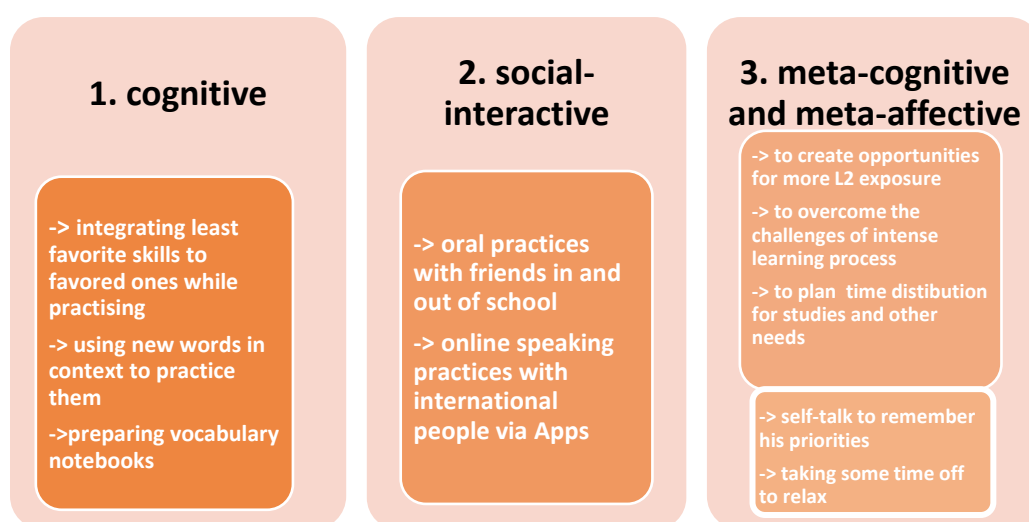 1. cognitive
-> integrating least
favorite skills to
favored ones while
practising
-> using new words in
context to practice
them
->preparing vocabulary
notebooks
2. social-
interactive
-> oral practices
with friends in and
out of school
-> online speaking
practices with
international
people via Apps
3. meta-cognitive
and meta-affective
-> to create opportunities
for more L2 exposure
-> to overcome the
challenges of intense
learning process
-> to plan time distibution
for studies and other
needs
-> self-talk to remember
his priorities
-> taking some time off
to relax